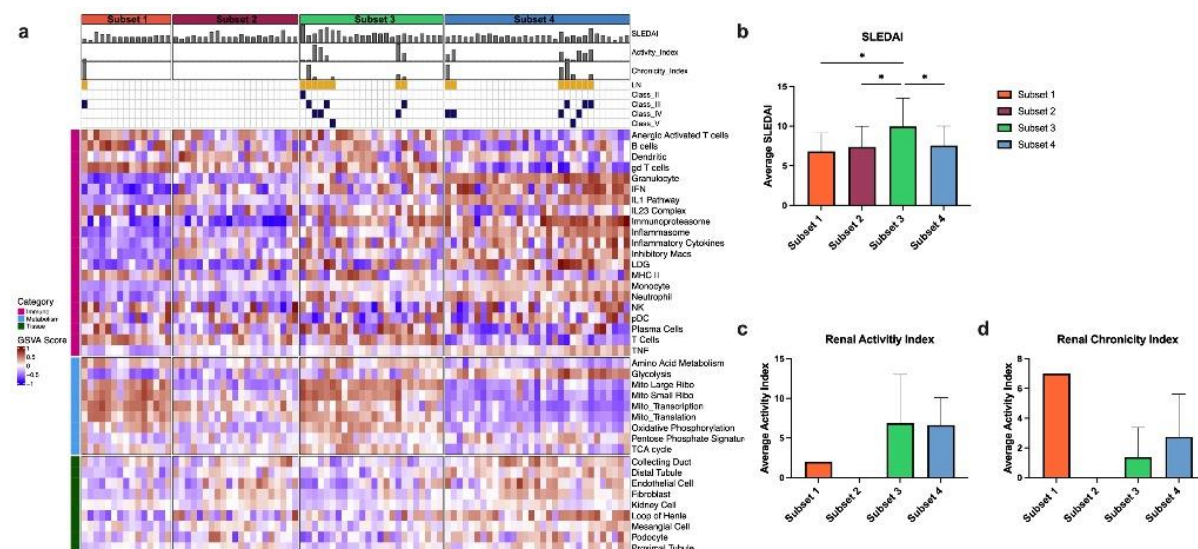 a
Subset 1 Subset 2 Subset 3 Subset 4
SLEDAI
Activity_Index
Chronicity_Index
LN
Class_II
Class_III
Class_IV
Class_V
Anergic Activated T cells
B cells
Dendritic
gd T cells
Granulocyte
IFN
IL1 Pathway
IL23 Complex
Immunoproteasome
Inflammasome
Inflammatory Cytokines
Inhibitory Macs
LDG
MHC II
Monocyte
Neutrophil
NK
pDC
Plasma Cells
T Cells
TNF
Amino Acid Metabolism
Glycolysis
Mito Large Ribo
Mito Small Ribo
Mito_Transcription
Mito_Translation
Oxidative Phosphorylation
Pentose Phosphate Signature
TCA cycle
Collecting Duct
Distal Tubule
Endothelial Cell
Fibroblast
Kidney Cell
Loop of Henle
Mesangial Cell
Podocyte
Proximal Tubule
Category
Immune
Metabolism
Tissue
GSVA Score
1
0.5
0
−0.5
−1
b
SLEDAI
Average SLEDAI
15
10
5
0
* * *
Subset 1 Subset 2 Subset 3 Subset 4
Subset 1
Subset 2
Subset 3
Subset 4
c
Renal Activitiy Index
Average Activity Index
15
10
5
0
Subset 1 Subset 2 Subset 3 Subset 4
d
Renal Chronicity Index
Average Activity Index
8
6
4
2
0
Subset 1 Subset 2 Subset 3 Subset 4